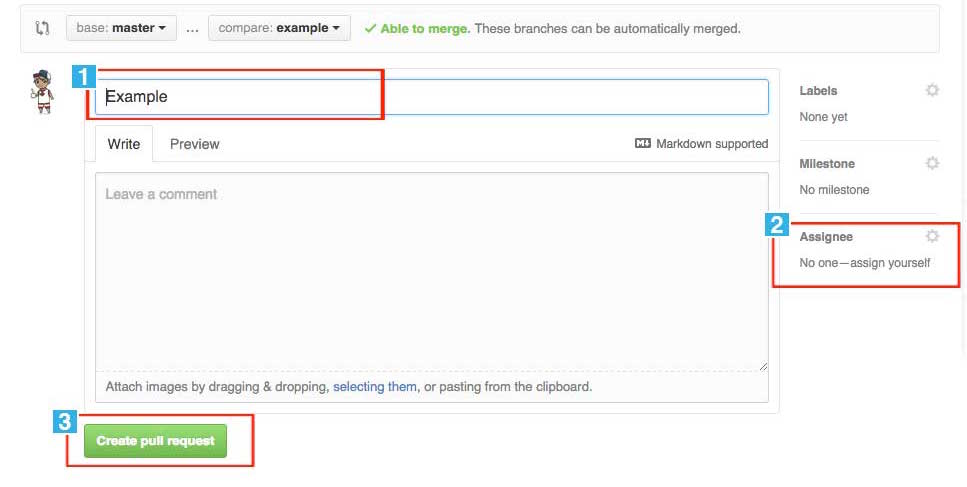 base: master ... compare: example ✓ Able to merge. These branches can be automatically merged.
1
Example
Write Preview Markdown supported
Leave a comment
Attach images by dragging & dropping, selecting them, or pasting from the clipboard.
3
Create pull request
Labels
None yet
Milestone
No milestone
2
Assignee
No one—assign yourself